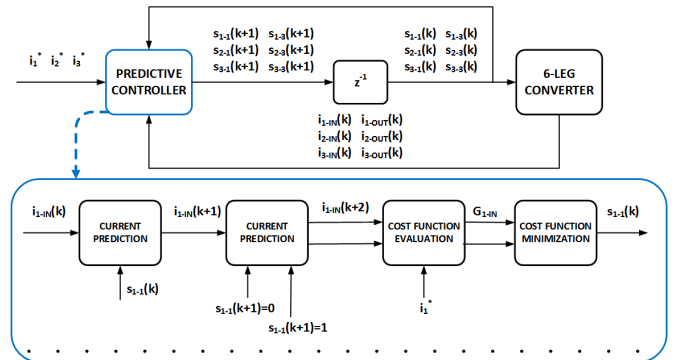 i1* i2* i3*
PREDICTIVE
CONTROLLER
s1-1(k+1) s1-3(k+1)
s2-1(k+1) s2-3(k+1)
s3-1(k+1) s3-3(k+1)
z-1
s1-1(k) s1-3(k)
s2-1(k) s2-3(k)
s3-1(k) s3-3(k)
6-LEG
CONVERTER
i1-IN(k) i1-OUT(k)
i2-IN(k) i2-OUT(k)
i3-IN(k) i3-OUT(k)
i1-IN(k)
CURRENT
PREDICTION
s1-1(k)
i1-IN(k+1)
CURRENT
PREDICTION
s1-1(k+1)=0
s1-1(k+1)=1
i1-IN(k+2)
COST FUNCTION
EVALUATION
i1*
G1-IN
COST FUNCTION
MINIMIZATION
s1-1(k)